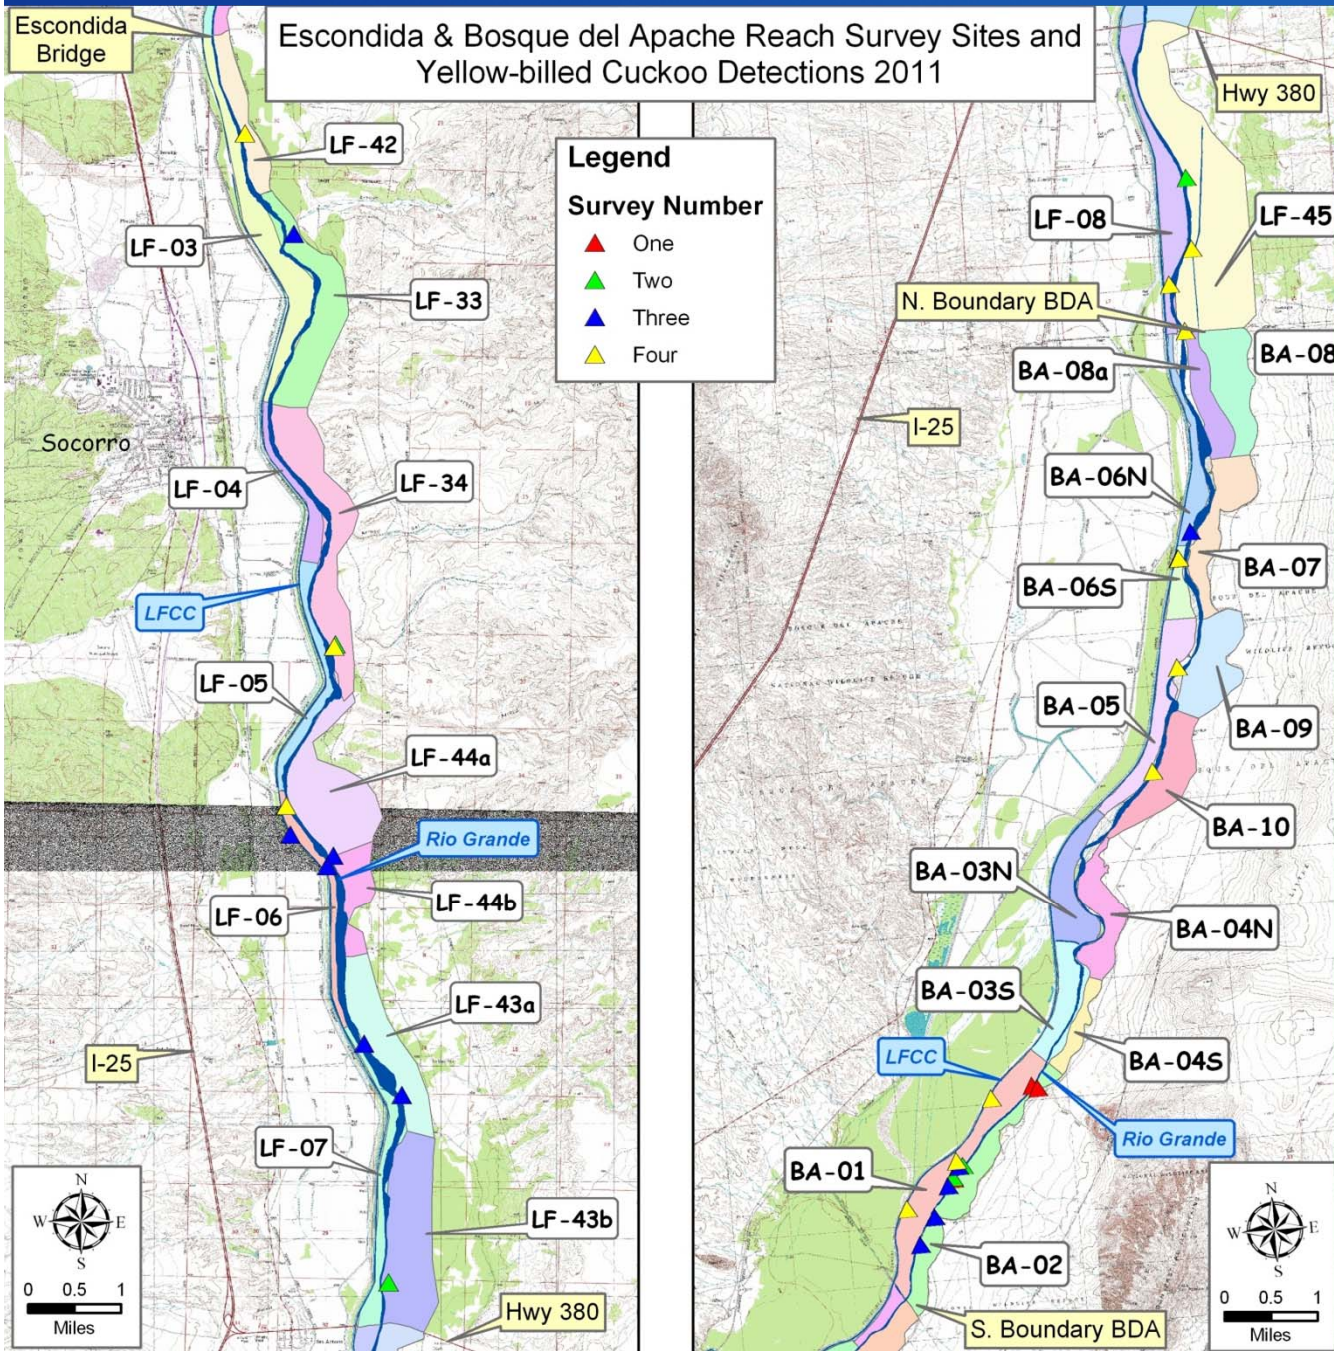 Escondida & Bosque del Apache Reach Survey Sites and
Yellow-billed Cuckoo Detections 2011
Legend
Survey Number
One
Two
Three
Four
Escondida
Bridge
LF-42
LF-03
LF-33
Socorro
LF-04
LF-34
LFCC
LF-05
LF-44a
Rio Grande
LF-44b
LF-06
LF-43a
I-25
LF-07
LF-43b
Hwy 380
N
W
E
S
0 0.5 1
Miles
Hwy 380
LF-08
LF-45
N. Boundary BDA
BA-08a
BA-08
I-25
BA-06N
BA-07
BA-06S
BA-05
BA-09
BA-10
BA-03N
BA-04N
BA-03S
LFCC
BA-04S
Rio Grande
BA-01
BA-02
S. Boundary BDA
N
W
E
S
0 0.5 1
Miles